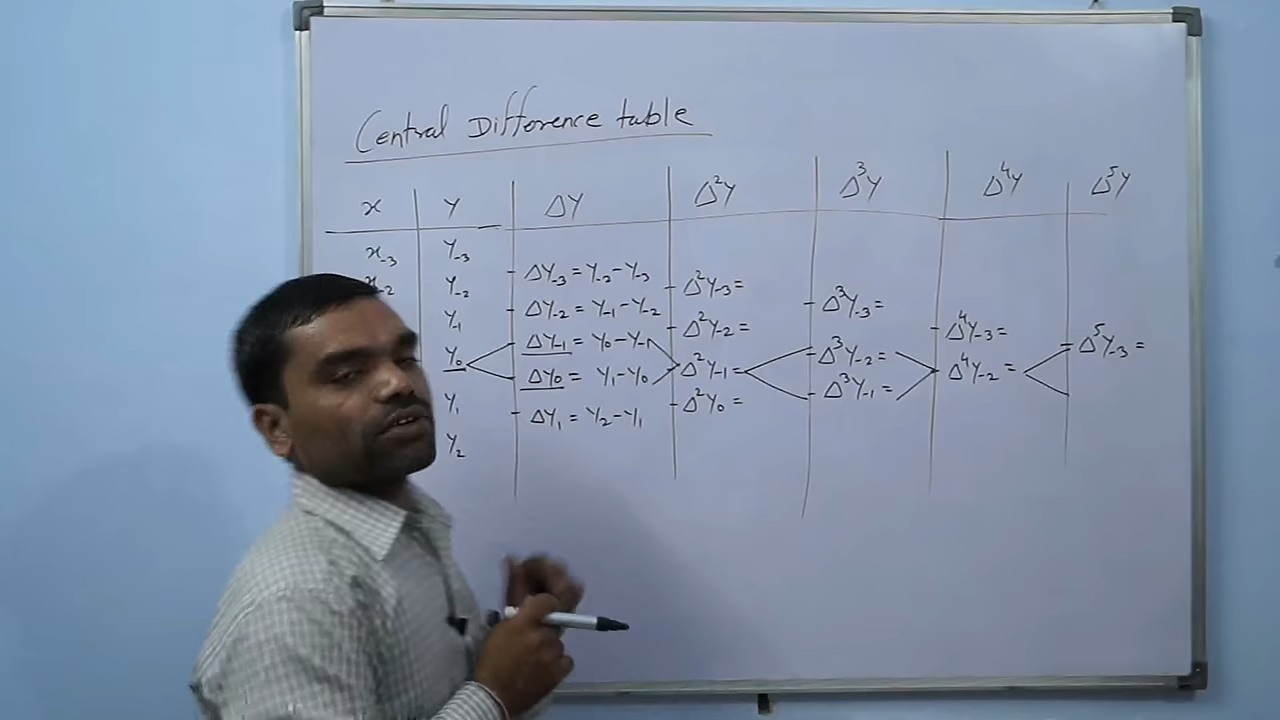 Central Difference table
x Y ΔY Δ²Y Δ³Y Δ⁴Y Δ⁵Y
x₋₃ Y₋₃
ΔY₋₃ = Y₋₂ − Y₋₃
x₋₂ Y₋₂ Δ²Y₋₃ =
ΔY₋₂ = Y₋₁ − Y₋₂ Δ³Y₋₃ =
Y₋₁ Δ²Y₋₂ = Δ⁴Y₋₃ =
ΔY₋₁ = Y₀ − Y₋₁ Δ³Y₋₂ = Δ⁵Y₋₃ =
Y₀ Δ²Y₋₁ = Δ⁴Y₋₂ =
ΔY₀ = Y₁ − Y₀ Δ³Y₋₁ =
Y₁ Δ²Y₀ =
ΔY₁ = Y₂ − Y₁
Y₂